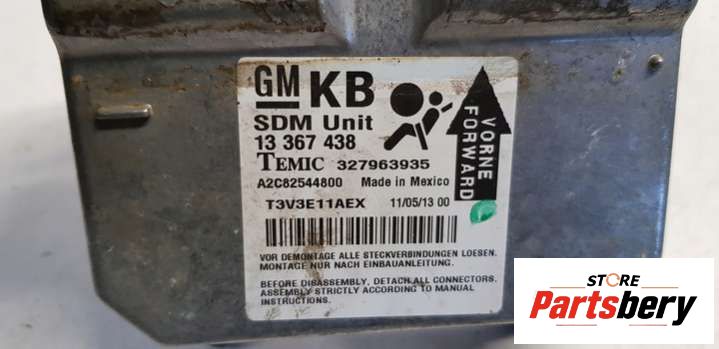 GM KB
SDM Unit
13 367 438
TEMIC 327963935
A2C82544800 Made in Mexico
T3V3E11AEX 11/05/13 00
VORNE
FORWARD
VOR DEMONTAGE ALLE STECKVERBINDUNGEN LOESEN.
MONTAGE NUR NACH EINBAUANLEITUNG.
BEFORE DISASSEMBLY, DETACH ALL CONNECTORS.
ASSEMBLY STRICTLY ACCORDING TO MANUAL
INSTRUCTIONS.
STORE
Partsbery